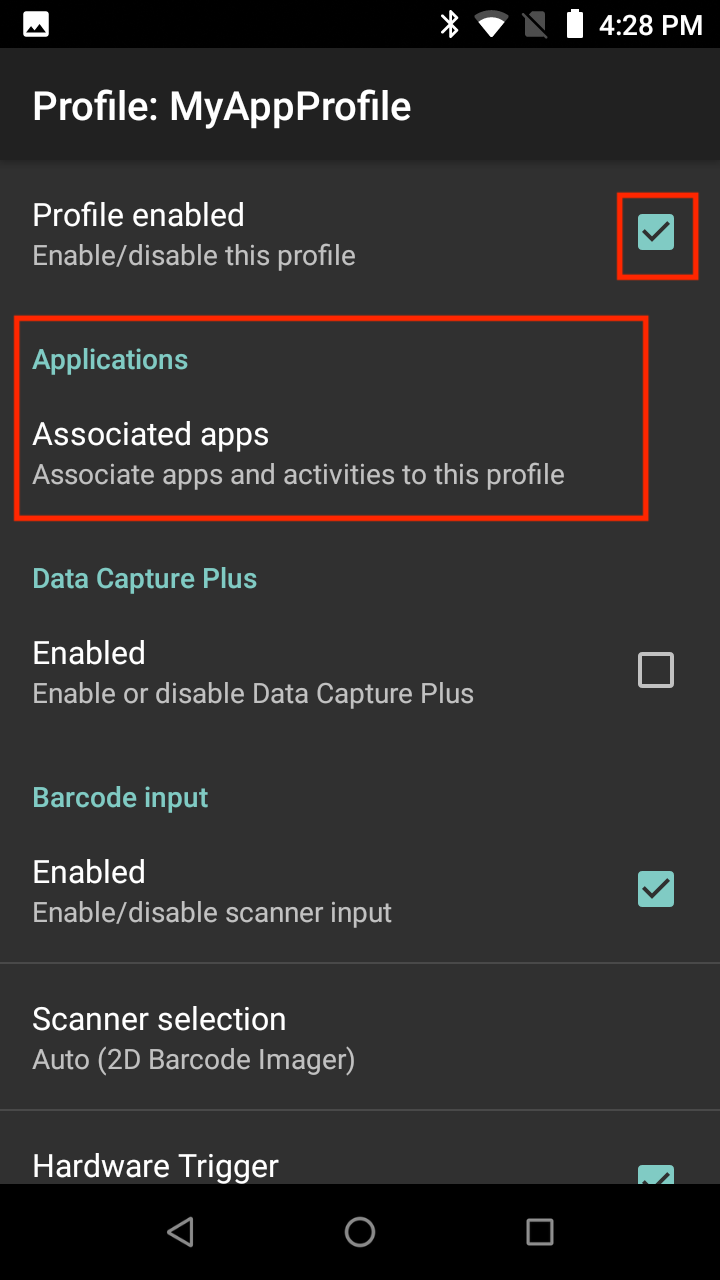 4:28 PM
Profile: MyAppProfile
Profile enabled
Enable/disable this profile
Applications
Associated apps
Associate apps and activities to this profile
Data Capture Plus
Enabled
Enable or disable Data Capture Plus
Barcode input
Enabled
Enable/disable scanner input
Scanner selection
Auto (2D Barcode Imager)
Hardware Trigger